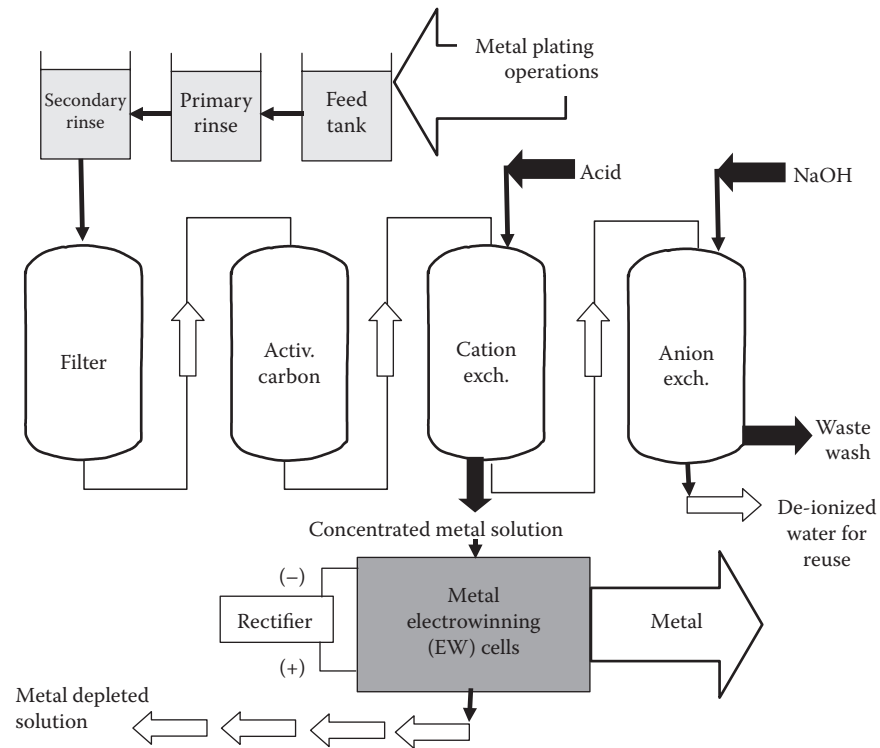 Metal plating
operations
Secondary
rinse
Primary
rinse
Feed
tank
Acid
NaOH
Filter
Activ.
carbon
Cation
exch.
Anion
exch.
Waste
wash
De-ionized
water for
reuse
Concentrated metal solution
(–)
Rectifier
(+)
Metal
electrowinning
(EW) cells
Metal
Metal depleted
solution